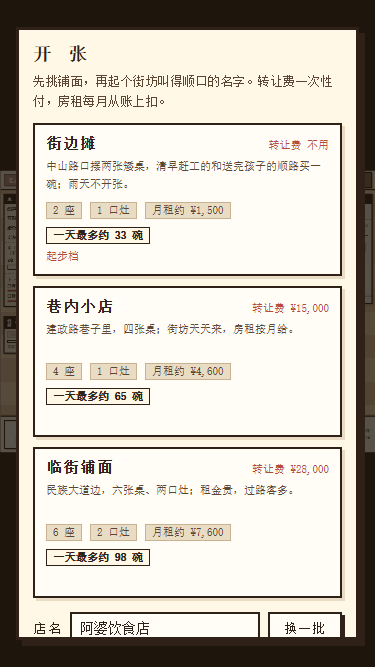 开 张
先挑铺面，再起个街坊叫得顺口的名字。转让费一次性
付，房租每月从账上扣。
街边摊 转让费 不用
中山路口摆两张矮桌，清早赶工的和送完孩子的顺路买一
碗；雨天不开张。
2 座 1 口灶 月租约 ¥1,500
一天最多约 33 碗
起步档
巷内小店 转让费 ¥15,000
建政路巷子里，四张桌；街坊天天来，房租按月给。
4 座 1 口灶 月租约 ¥4,600
一天最多约 65 碗
临街铺面 转让费 ¥28,000
民族大道边，六张桌、两口灶；租金贵，过路客多。
6 座 2 口灶 月租约 ¥7,600
一天最多约 98 碗
店名 阿婆饮食店 换一批